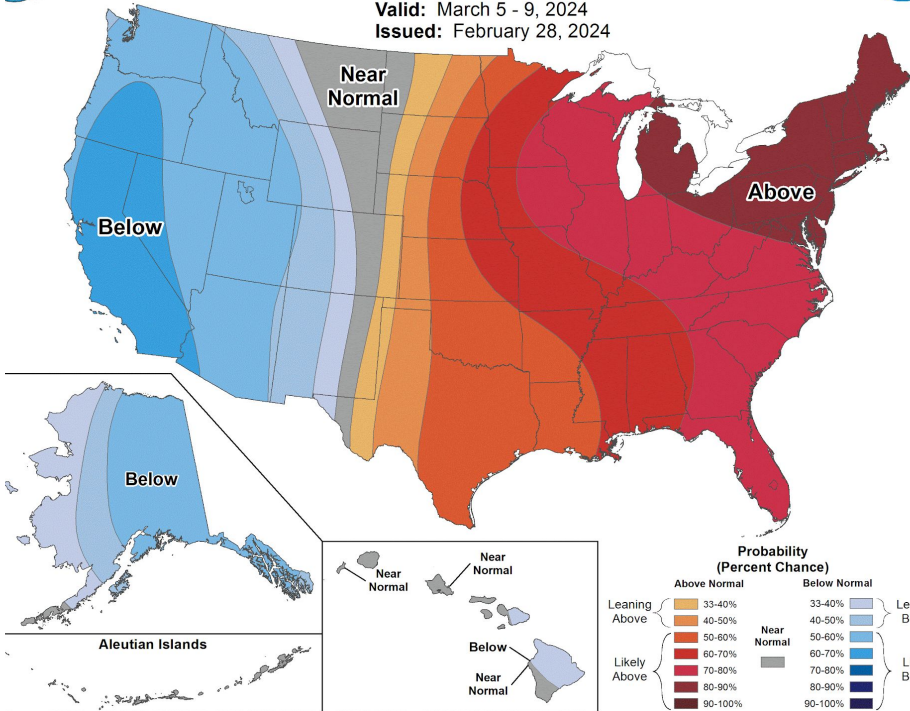 Valid: March 5 - 9, 2024
Issued: February 28, 2024
Near
Normal
Below
Above
Below
Aleutian Islands
Near
Normal
Near
Normal
Below
Near
Normal
Probability
(Percent Chance)
Above Normal
Below Normal
Leaning
Above
Likely
Above
33-40%
40-50%
50-60%
60-70%
70-80%
80-90%
90-100%
Near
Normal
33-40%
40-50%
50-60%
60-70%
70-80%
80-90%
90-100%
Le
B
L
B